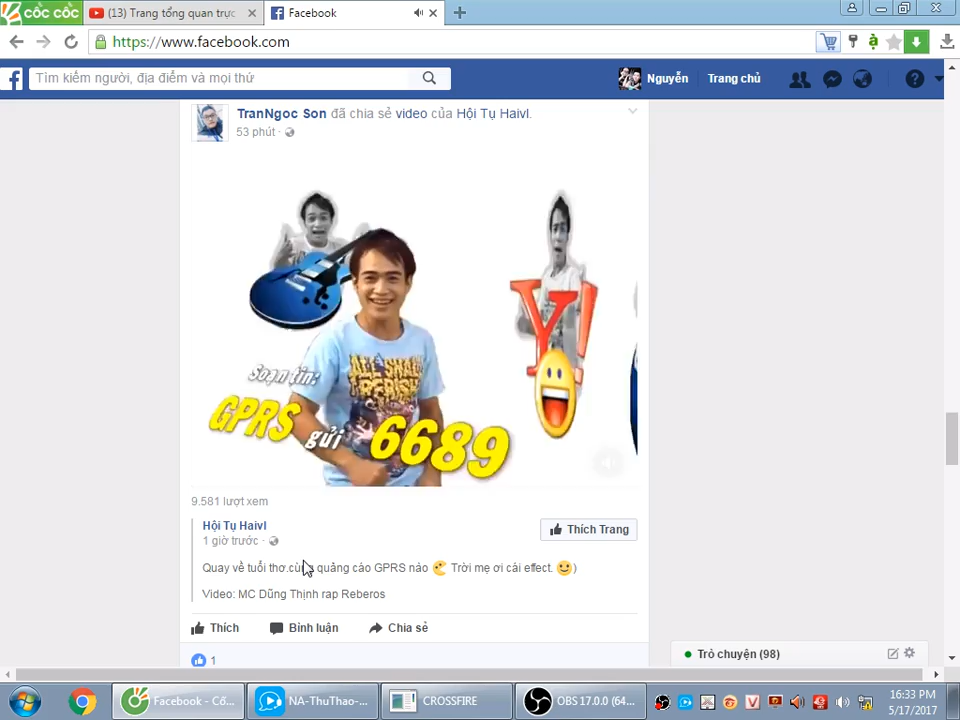 CỐC CỐC
(13) Trang tổng quan trực
Facebook
https://www.facebook.com
Tìm kiếm người, địa điểm và mọi thứ
Nguyễn
Trang chủ
TranNgoc Son đã chia sẻ video của Hội Tụ Haivl.
53 phút
Y!
ALL SHALL
PERISH
Soạn tin:
GPRS gửi 6689
9.581 lượt xem
Hội Tụ Haivl
1 giờ trước
Thích Trang
Quay về tuổi thơ.cùng quảng cáo GPRS nào Trời mẹ ơi cái effect. )
Video: MC Dũng Thịnh rap Reberos
Thích
Bình luận
Chia sẻ
1
Trò chuyện (98)
Facebook - Cố...
NA-ThuThao-...
CROSSFIRE
OBS 17.0.0 (64...
16:33 PM
5/17/2017